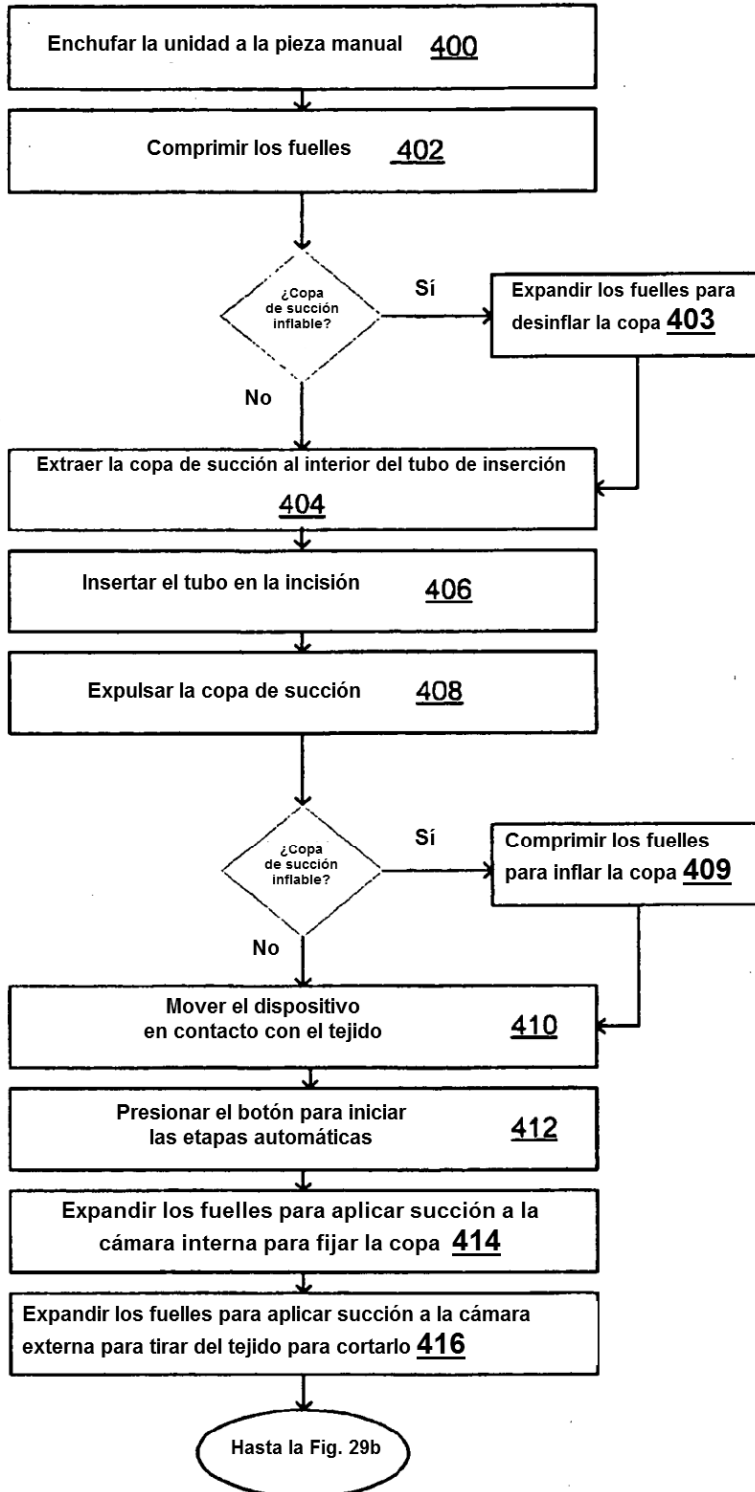 Enchufar la unidad a la pieza manual 400
Comprimir los fuelles 402
¿Copa
de succión
inflable?
Sí
Expandir los fuelles para
desinflar la copa 403
No
Extraer la copa de succión al interior del tubo de inserción
404
Insertar el tubo en la incisión 406
Expulsar la copa de succión 408
¿Copa
de succión
inflable?
Sí
Comprimir los fuelles
para inflar la copa 409
No
Mover el dispositivo
en contacto con el tejido 410
Presionar el botón para iniciar
las etapas automáticas 412
Expandir los fuelles para aplicar succión a la
cámara interna para fijar la copa 414
Expandir los fuelles para aplicar succión a la cámara
externa para tirar del tejido para cortarlo 416
Hasta la Fig. 29b